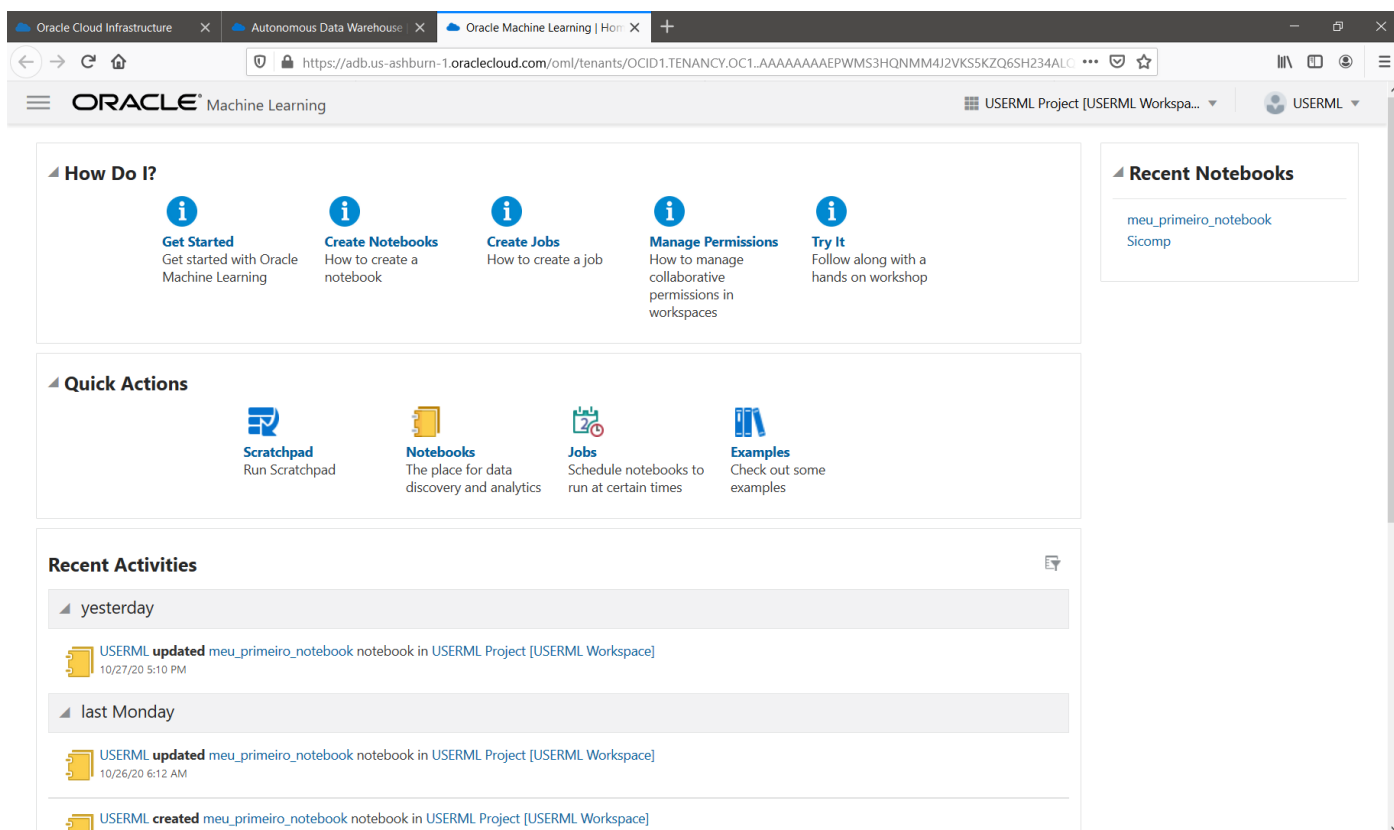 Oracle Cloud Infrastructure
Autonomous Data Warehouse |
Oracle Machine Learning | Hom
https://adb.us-ashburn-1.oraclecloud.com/oml/tenants/OCID1.TENANCY.OC1..AAAAAAAAEPWMS3HQNMM4J2VKS5KZQ6SH234ALO
ORACLE® Machine Learning
USERML Project [USERML Workspa...
USERML
How Do I?
Get Started
Get started with Oracle
Machine Learning
Create Notebooks
How to create a
notebook
Create Jobs
How to create a job
Manage Permissions
How to manage
collaborative
permissions in
workspaces
Try It
Follow along with a
hands on workshop
Recent Notebooks
meu_primeiro_notebook
Sicomp
Quick Actions
Scratchpad
Run Scratchpad
Notebooks
The place for data
discovery and analytics
Jobs
Schedule notebooks to
run at certain times
Examples
Check out some
examples
Recent Activities
yesterday
USERML updated meu_primeiro_notebook notebook in USERML Project [USERML Workspace]
10/27/20 5:10 PM
last Monday
USERML updated meu_primeiro_notebook notebook in USERML Project [USERML Workspace]
10/26/20 6:12 AM
USERML created meu_primeiro_notebook notebook in USERML Project [USERML Workspace]